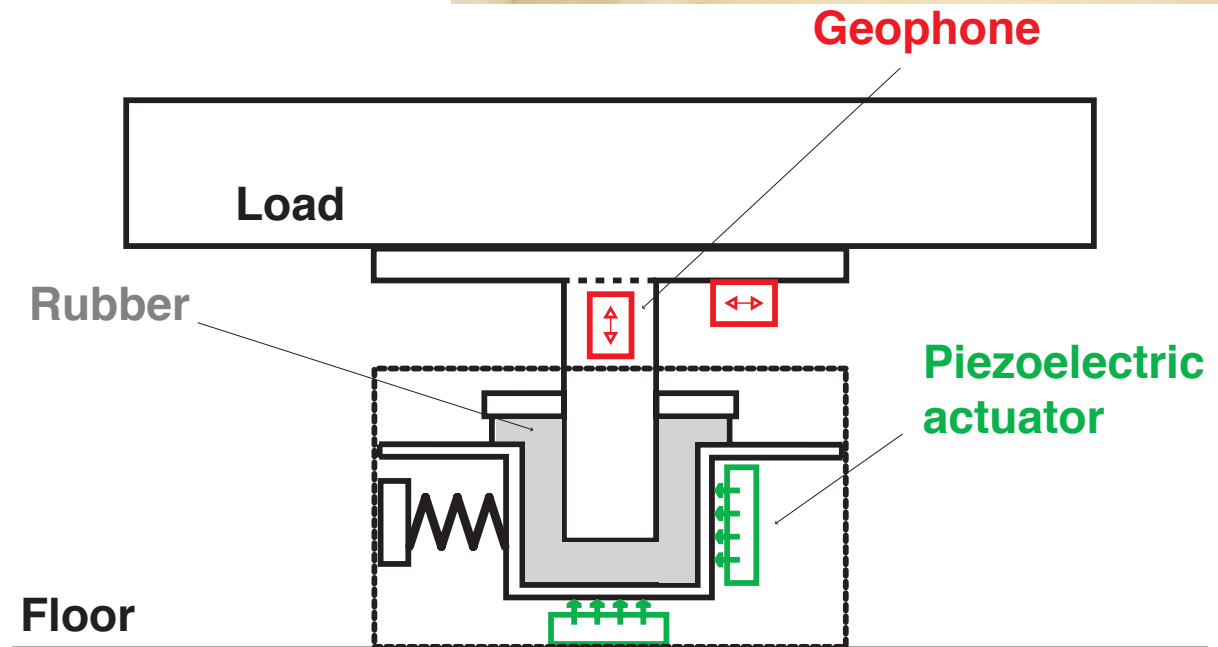 Geophone
Load
Rubber
Piezoelectric
actuator
Floor